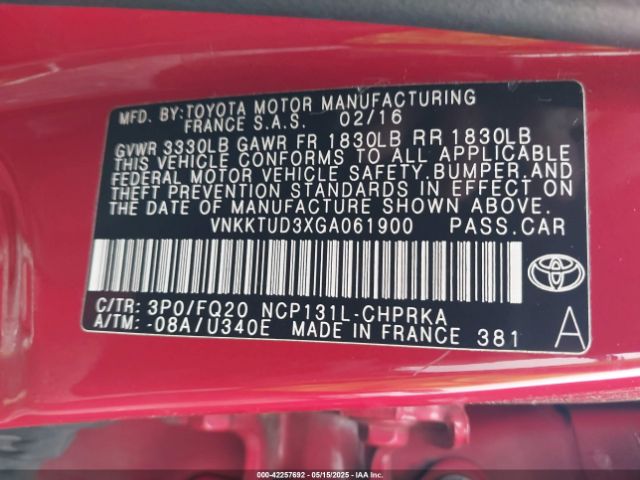 MFD. BY:TOYOTA MOTOR MANUFACTURING
FRANCE S.A.S. 02/16
GVWR 3330LB GAWR FR 1830LB RR 1830LB
THIS VEHICLE CONFORMS TO ALL APPLICABLE
FEDERAL MOTOR VEHICLE SAFETY,BUMPER,AND
THEFT PREVENTION STANDARDS IN EFFECT ON
THE DATE OF MANUFACTURE SHOWN ABOVE.
VNKKTUD3XGA061900 PASS.CAR
C/TR: 3P0/FQ20 NCP131L-CHPRKA
A/TM: -08A/U340E MADE IN FRANCE 381
A
000-42257692 - 05/15/2025 - IAA Inc.